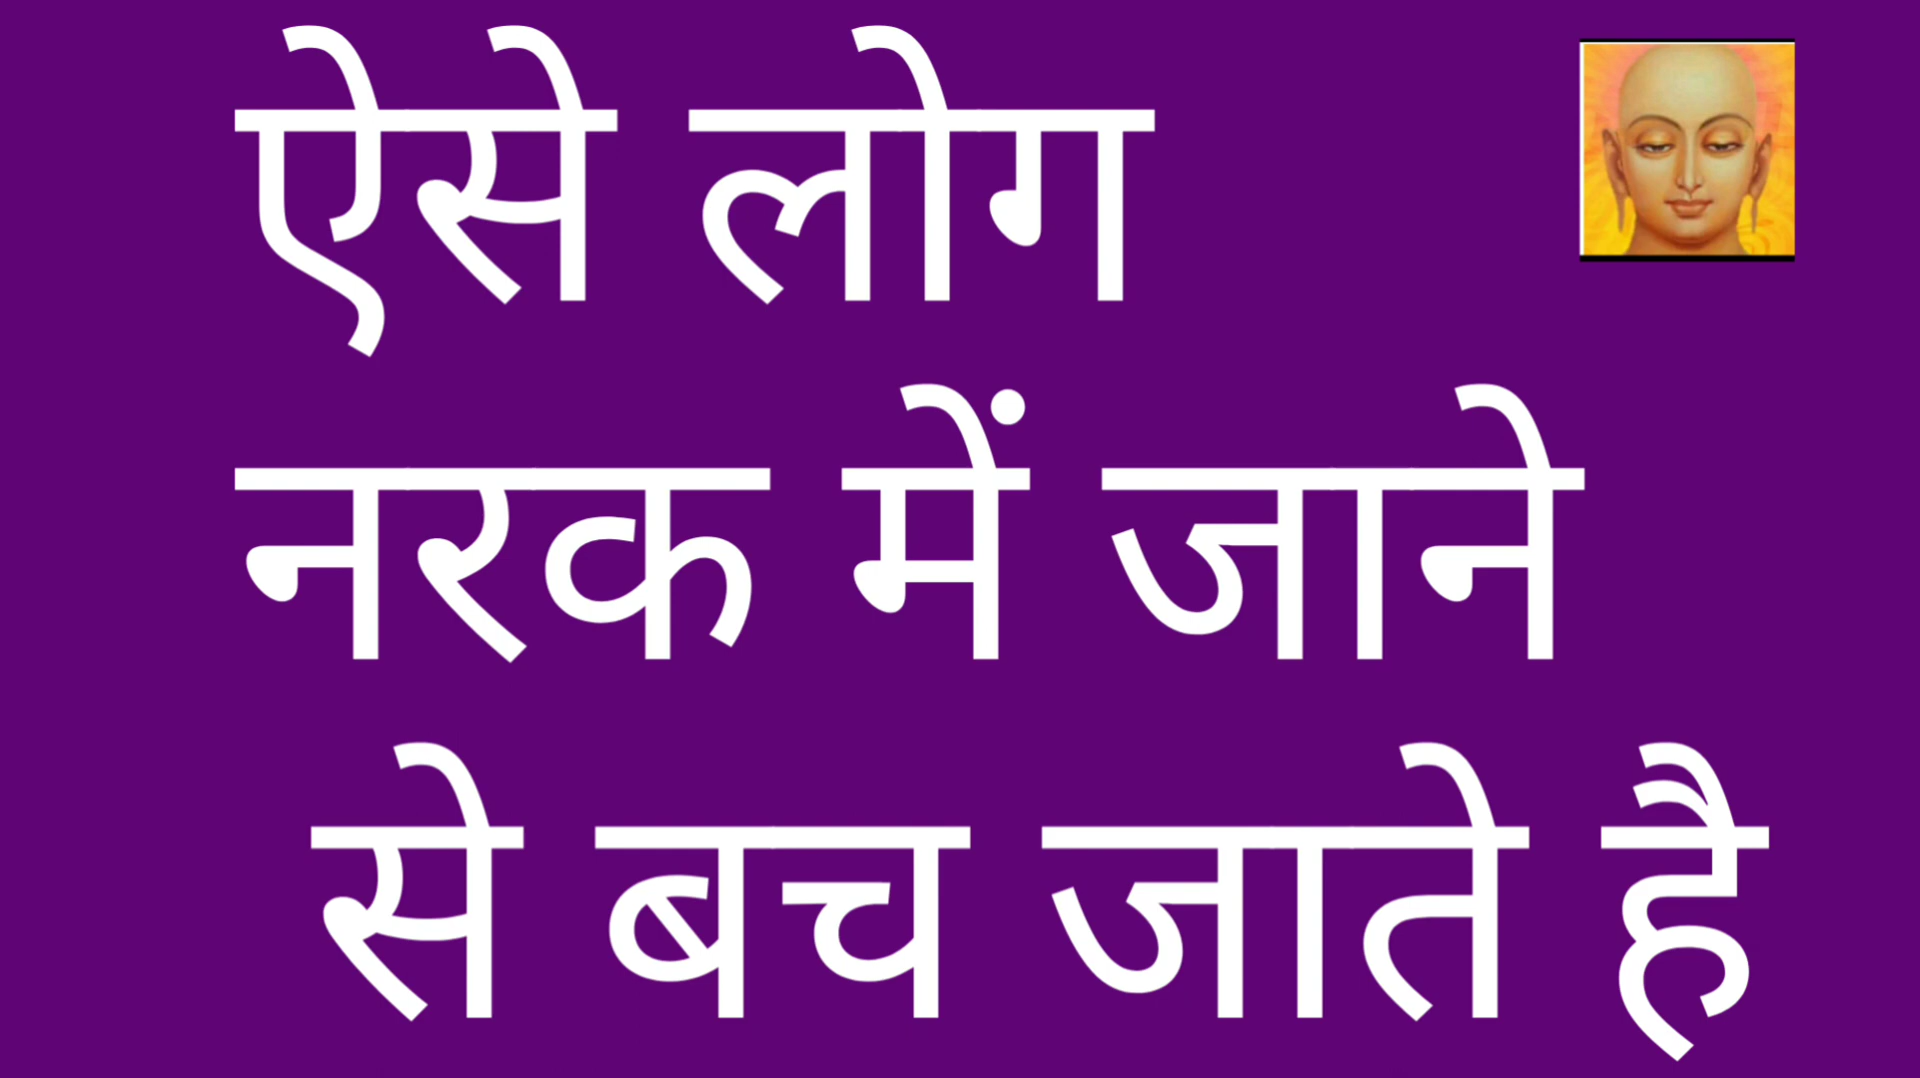 ऐसे लोग
नरक में जाने
से बच जाते है